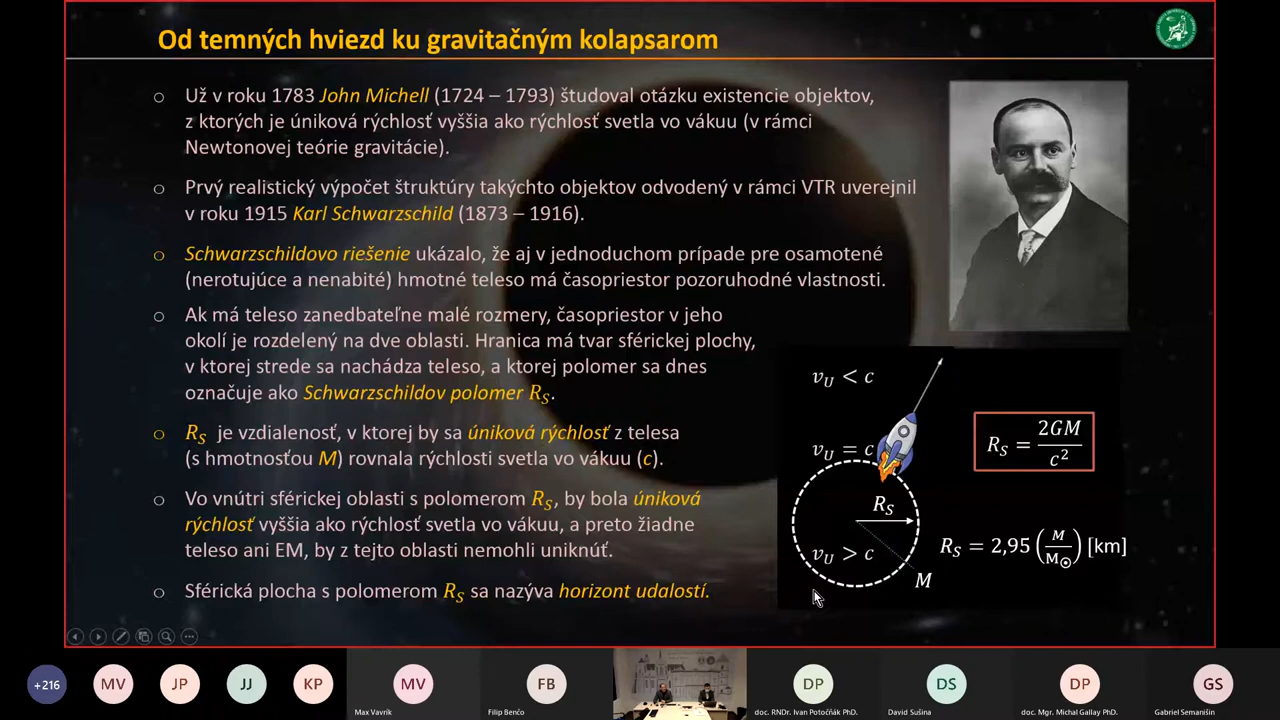 Od temných hviezd ku gravitačným kolapsarom
Už v roku 1783 John Michell (1724 – 1793) študoval otázku existencie objektov,
z ktorých je úniková rýchlosť vyššia ako rýchlosť svetla vo vákuu (v rámci
Newtonovej teórie gravitácie).
Prvý realistický výpočet štruktúry takýchto objektov odvodený v rámci VTR uverejnil
v roku 1915 Karl Schwarzschild (1873 – 1916).
Schwarzschildovo riešenie ukázalo, že aj v jednoduchom prípade pre osamotené
(nerotujúce a nenabité) hmotné teleso má časopriestor pozoruhodné vlastnosti.
Ak má teleso zanedbateľne malé rozmery, časopriestor v jeho
okolí je rozdelený na dve oblasti. Hranica má tvar sférickej plochy,
v ktorej strede sa nachádza teleso, a ktorej polomer sa dnes
označuje ako Schwarzschildov polomer R_S.
R_S je vzdialenosť, v ktorej by sa úniková rýchlosť z telesa
(s hmotnosťou M) rovnala rýchlosti svetla vo vákuu (c).
Vo vnútri sférickej oblasti s polomerom R_S, by bola úniková
rýchlosť vyššia ako rýchlosť svetla vo vákuu, a preto žiadne
teleso ani EM, by z tejto oblasti nemohli uniknúť.
Sférická plocha s polomerom R_S sa nazýva horizont udalostí.
v_U < c
v_U = c
R_S
v_U > c
M
R_S = 2GM / c²
R_S = 2,95 (M / M☉) [km]
+216
MV
JP
JJ
KP
MV
Max Vavrík
FB
Filip Benčo
DP
doc. RNDr. Ivan Potočňák PhD.
DS
David Sušina
DP
doc. Mgr. Michal Gallay PhD.
GS
Gabriel Semanišin